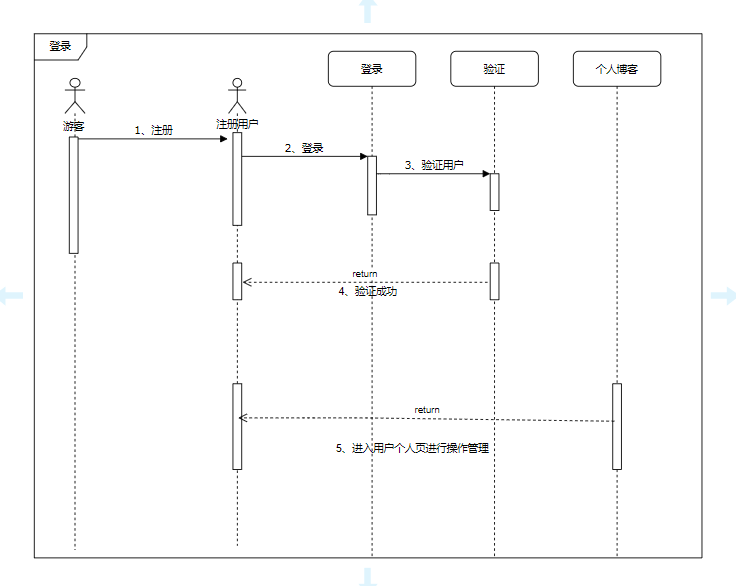 登录
登录
验证
个人博客
游客
注册用户
1、注册
2、登录
3、验证用户
return
4、验证成功
return
5、进入用户个人页进行操作管理